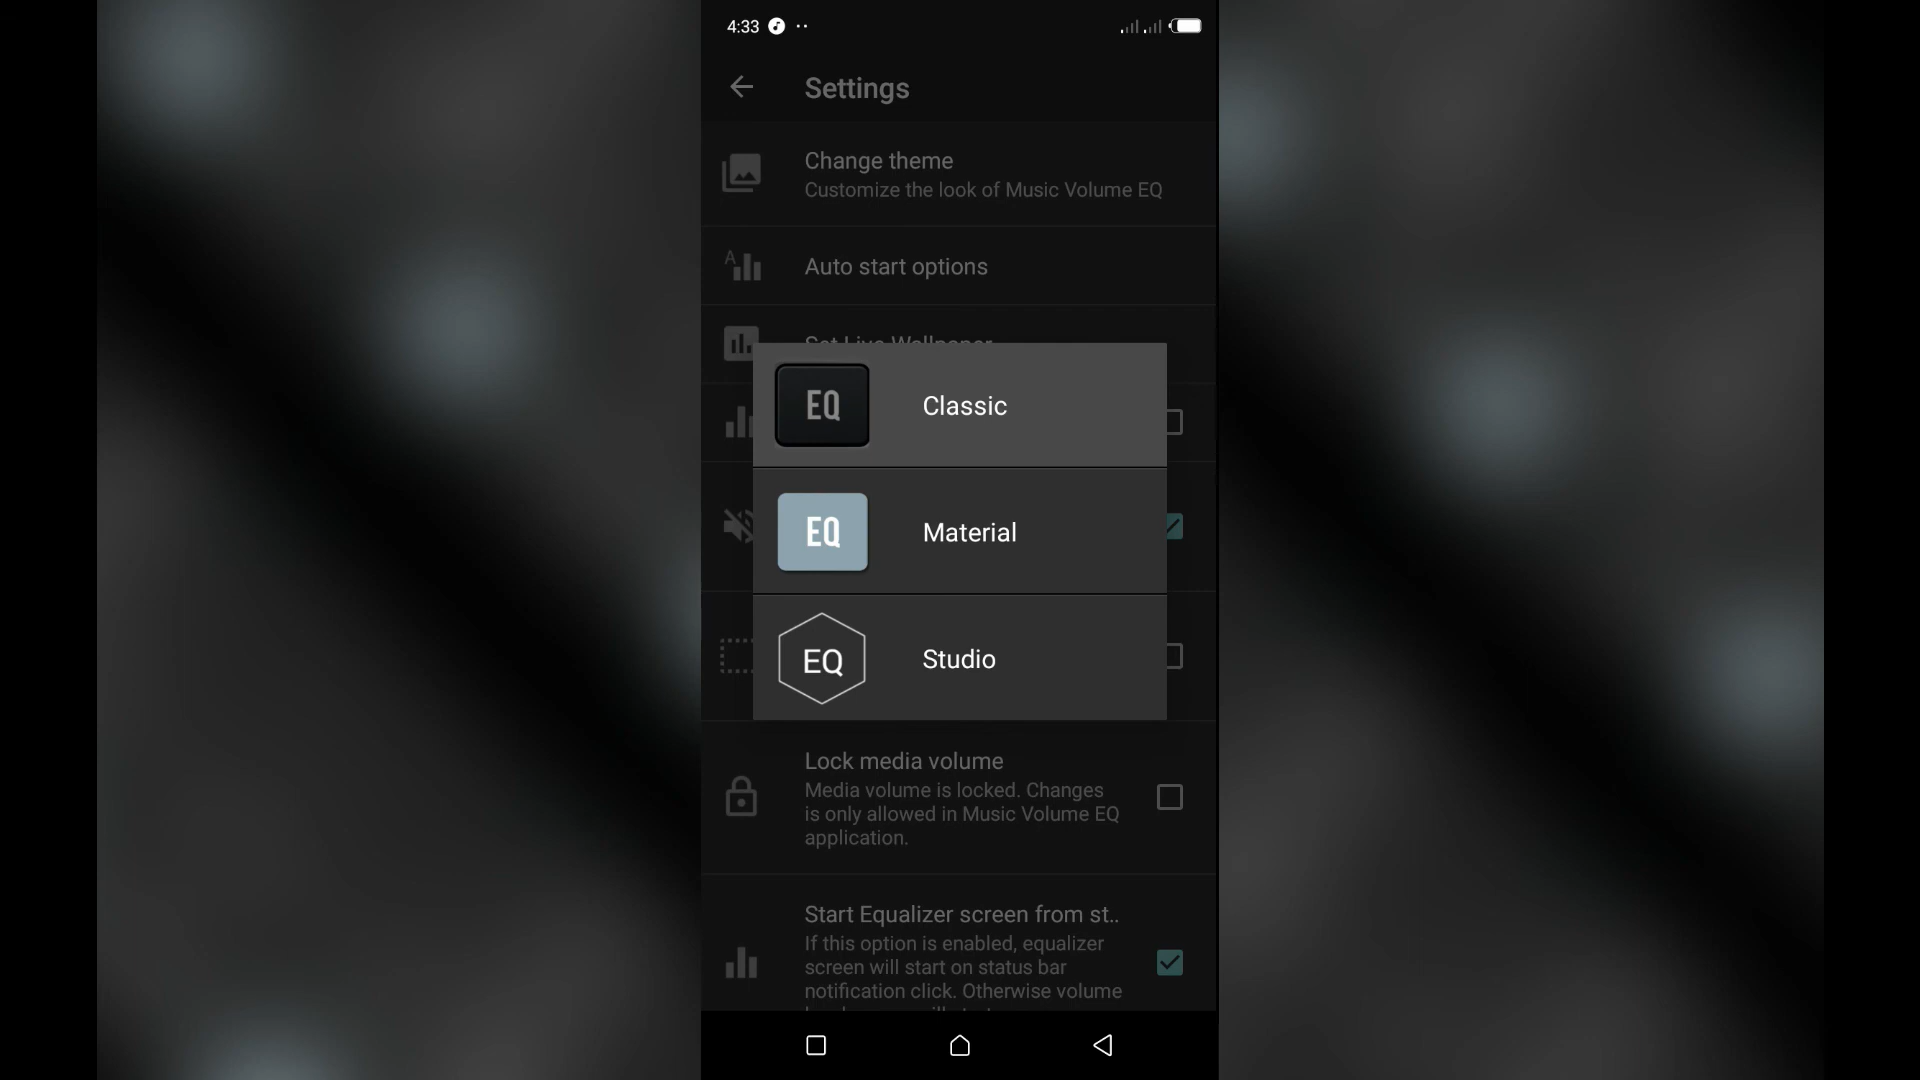 4:33
Settings
Change theme
Customize the look of Music Volume EQ
A
Auto start options
Set Live Wallpaper
EQ
Classic
EQ
Material
EQ
Studio
Lock media volume
Media volume is locked. Changes
is only allowed in Music Volume EQ
application.
Start Equalizer screen from st..
If this option is enabled, equalizer
screen will start on status bar
notification click. Otherwise volume